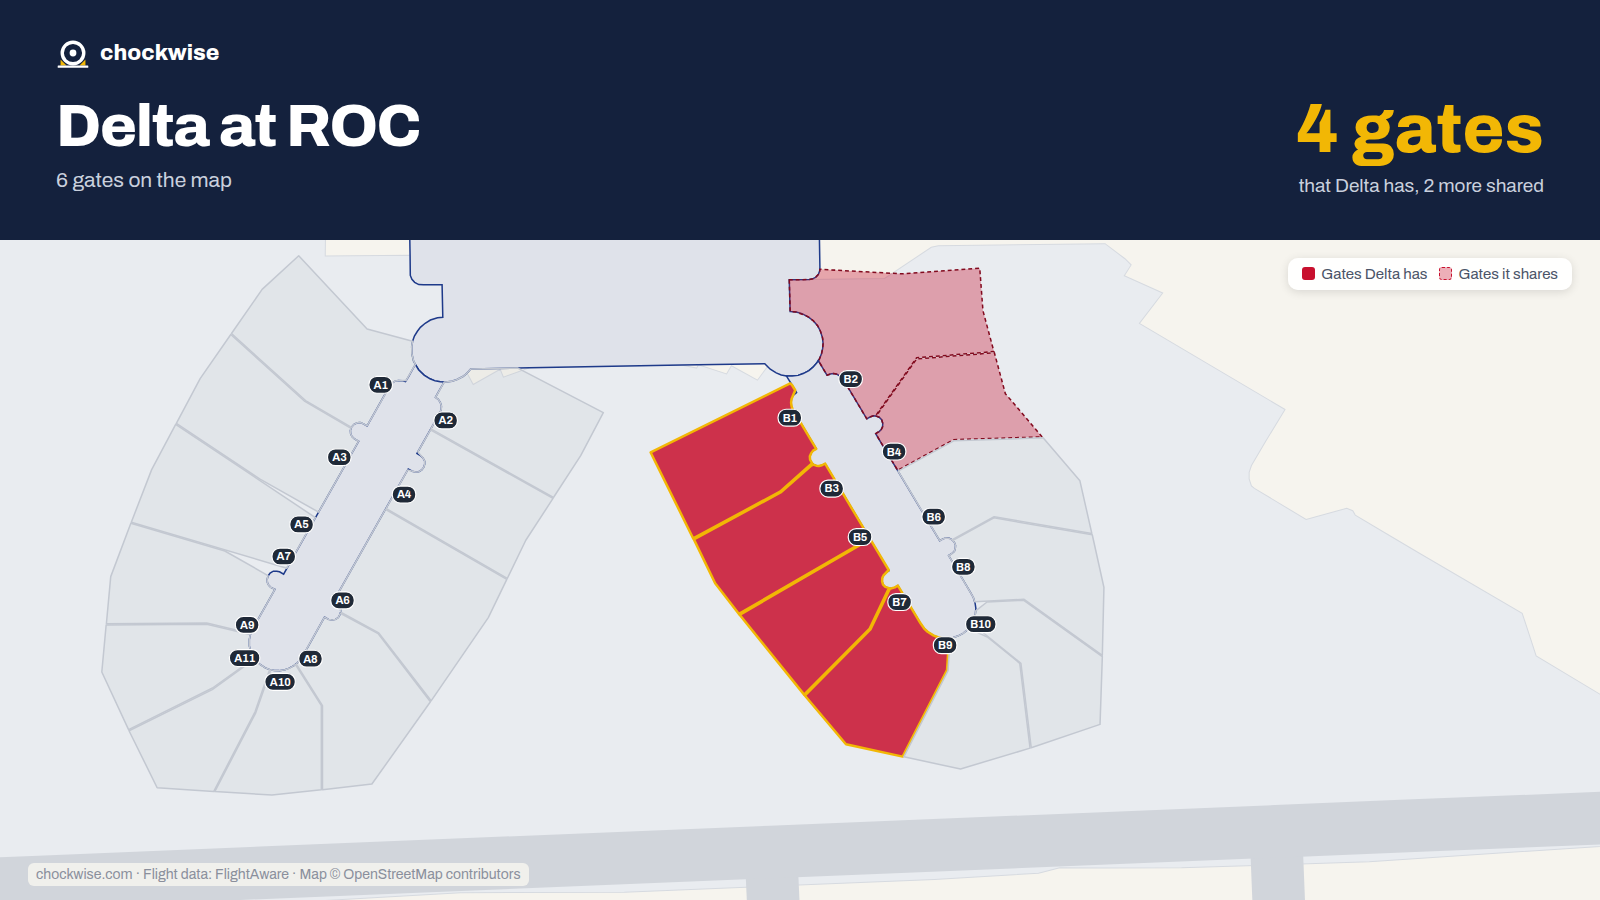 chockwise
Delta at ROC
6 gates on the map
4 gates
that Delta has, 2 more shared
Gates Delta has
Gates it shares
A1
A2
A3
A4
A5
A7
A6
A9
A11
A8
A10
B2
B1
B4
B3
B6
B5
B8
B7
B10
B9
chockwise.com · Flight data: FlightAware · Map © OpenStreetMap contributors